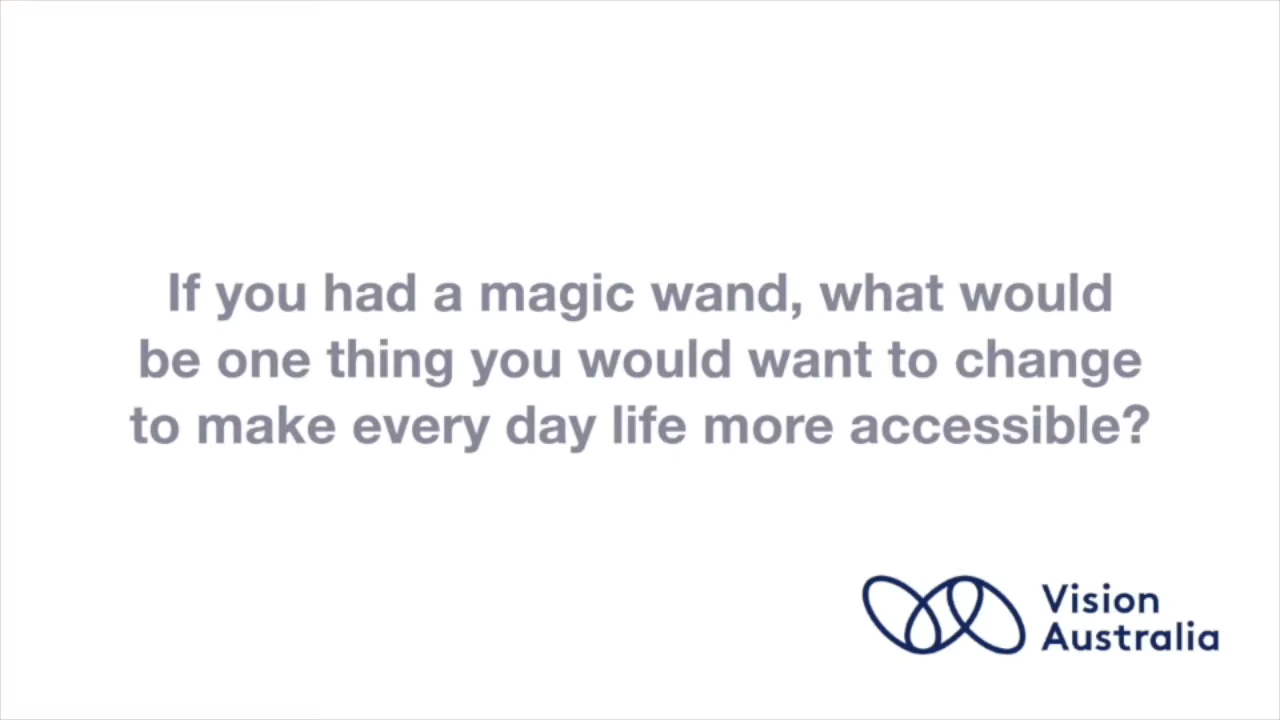 If you had a magic wand, what would
be one thing you would want to change
to make every day life more accessible?
Vision
Australia